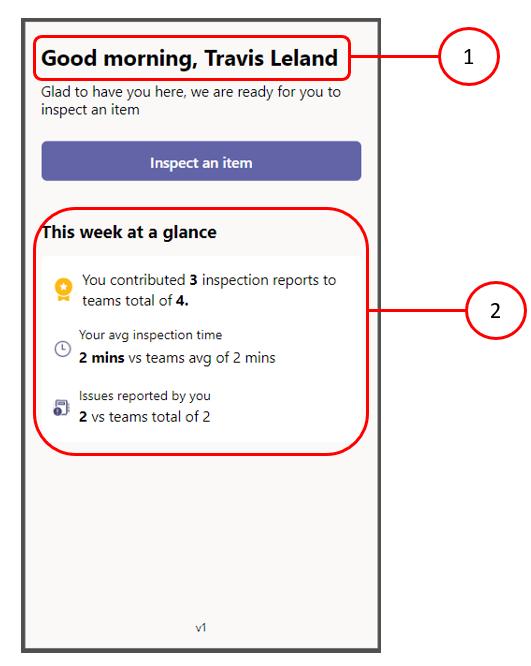 Good morning, Travis Leland
1
Glad to have you here, we are ready for you to
inspect an item
Inspect an item
This week at a glance
You contributed 3 inspection reports to
teams total of 4.
2
Your avg inspection time
2 mins vs teams avg of 2 mins
Issues reported by you
2 vs teams total of 2
v1